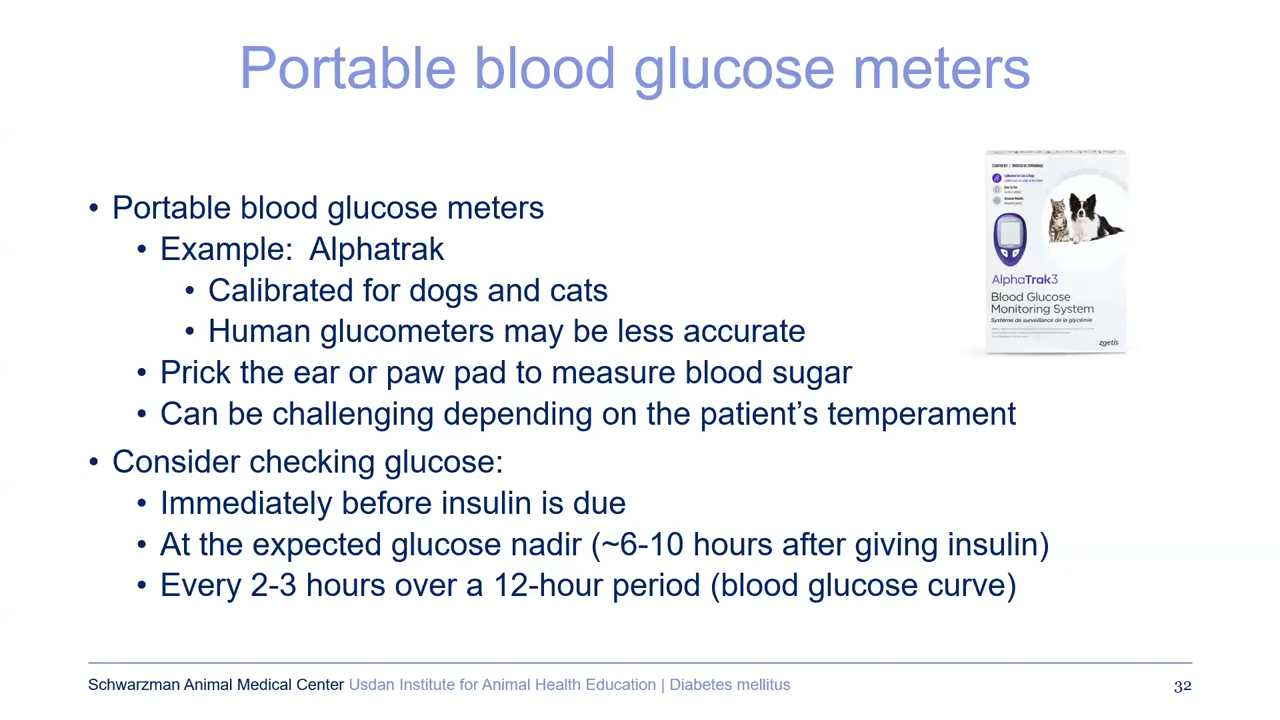 Portable blood glucose meters
• Portable blood glucose meters
• Example: Alphatrak
• Calibrated for dogs and cats
• Human glucometers may be less accurate
• Prick the ear or paw pad to measure blood sugar
• Can be challenging depending on the patient’s temperament
• Consider checking glucose:
• Immediately before insulin is due
• At the expected glucose nadir (~6-10 hours after giving insulin)
• Every 2-3 hours over a 12-hour period (blood glucose curve)
AlphaTrak3
Blood Glucose
Monitoring System
Système de surveillance de la glycémie
zoetis
Schwarzman Animal Medical Center Usdan Institute for Animal Health Education | Diabetes mellitus
32